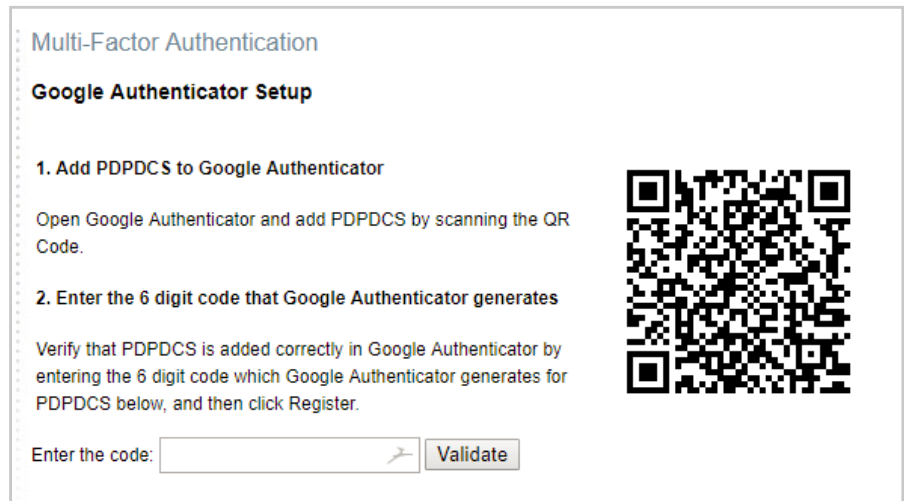 Multi-Factor Authentication
Google Authenticator Setup
1. Add PDPDCS to Google Authenticator
Open Google Authenticator and add PDPDCS by scanning the QR
Code.
2. Enter the 6 digit code that Google Authenticator generates
Verify that PDPDCS is added correctly in Google Authenticator by
entering the 6 digit code which Google Authenticator generates for
PDPDCS below, and then click Register.
Enter the code: Validate